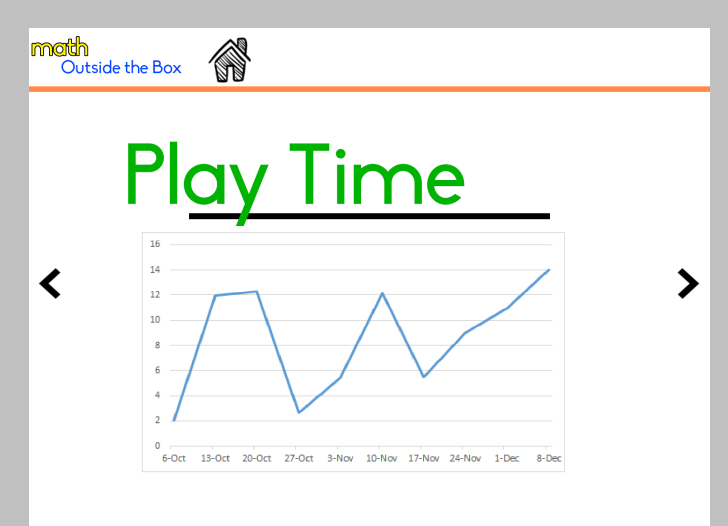 math
Outside the Box
Play Time
16
14
12
10
8
6
4
2
0
6-Oct 13-Oct 20-Oct 27-Oct 3-Nov 10-Nov 17-Nov 24-Nov 1-Dec 8-Dec